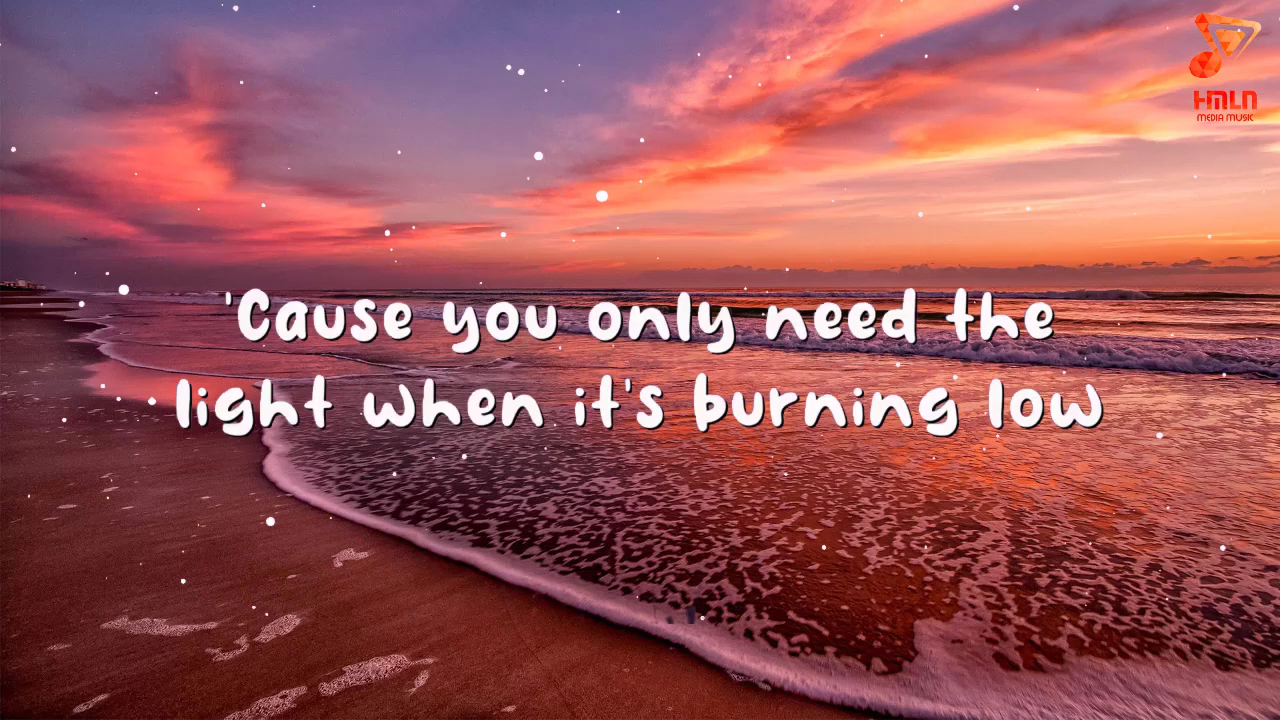 HMLN
MEDIA MUSIC
'Cause you only need the
light when it's burning low